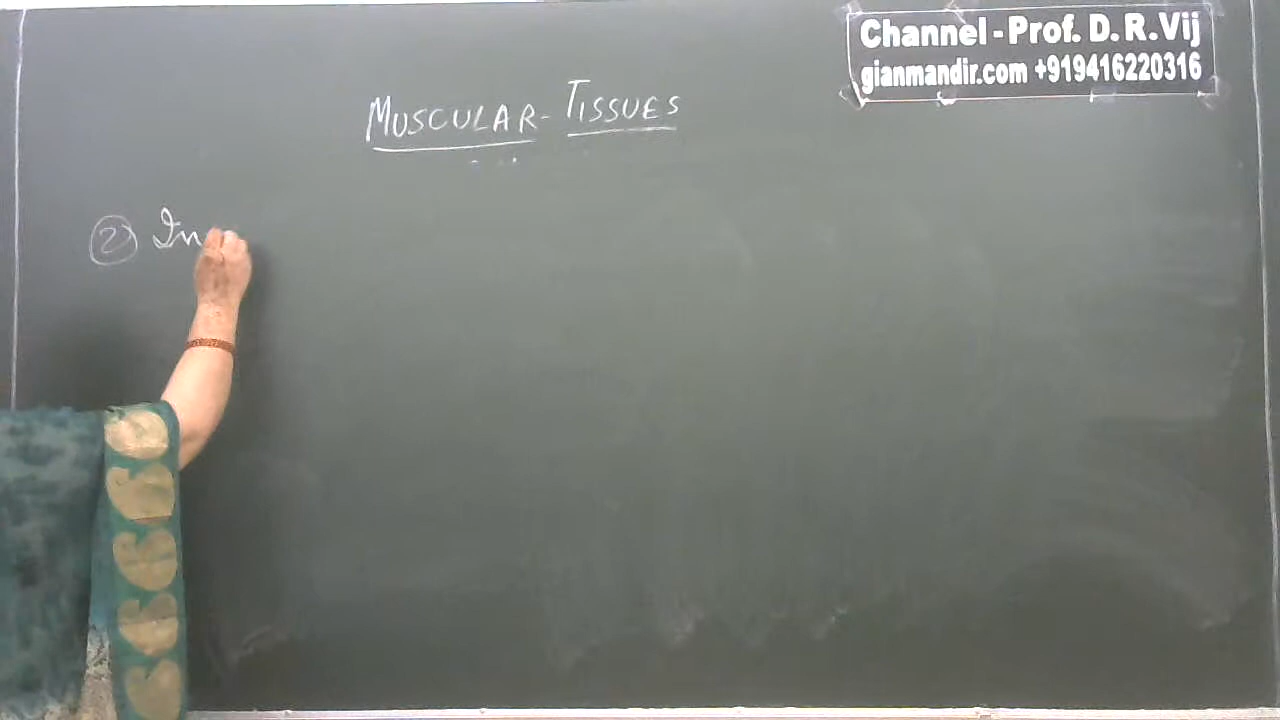 Channel - Prof. D. R. Vij
gianmandir.com +919416220316
MUSCULAR - TISSUES
② In